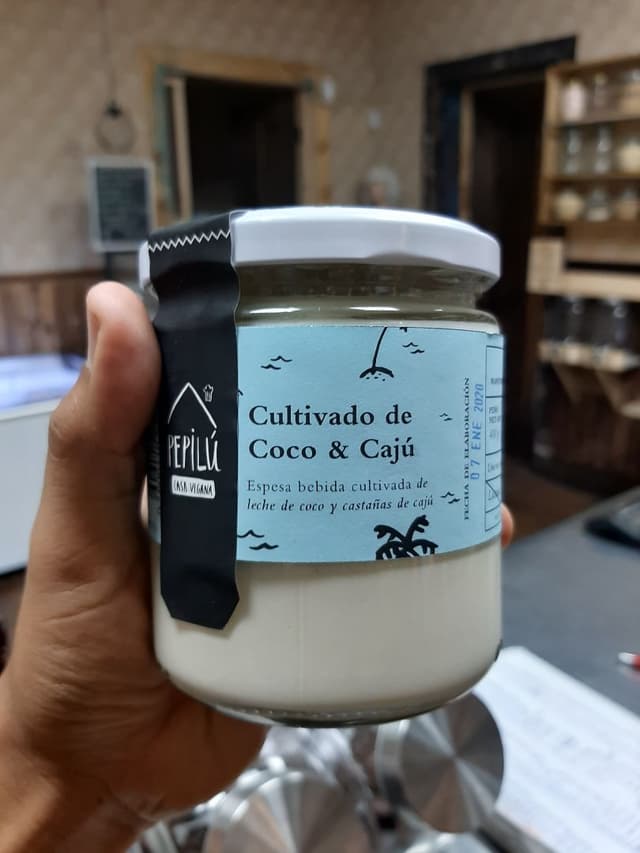 PEPILÚ
CASA VEGANA
Cultivado de
Coco & Cajú
Espesa bebida cultivada de
leche de coco y castañas de cajú
FECHA DE ELABORACIÓN
07 ENE 2020